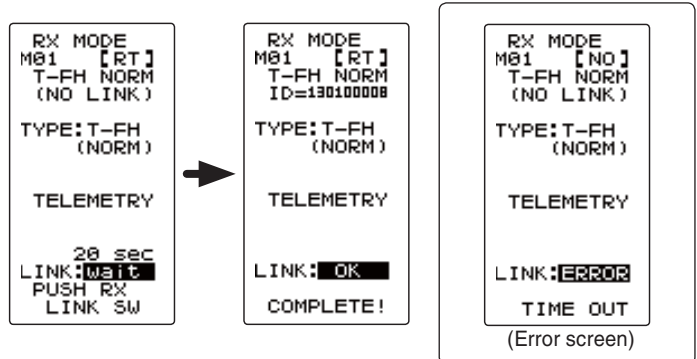 RX MODE
M01 [RT]
T-FH NORM
(NO LINK)
TYPE:T-FH
(NORM)
TELEMETRY
20 sec
LINK:wait
PUSH RX
LINK SW
RX MODE
M01 [RT]
T-FH NORM
ID=130100008
TYPE:T-FH
(NORM)
TELEMETRY
LINK: OK
COMPLETE!
RX MODE
M01 [NO]
T-FH NORM
(NO LINK)
TYPE:T-FH
(NORM)
TELEMETRY
LINK:ERROR
TIME OUT
(Error screen)